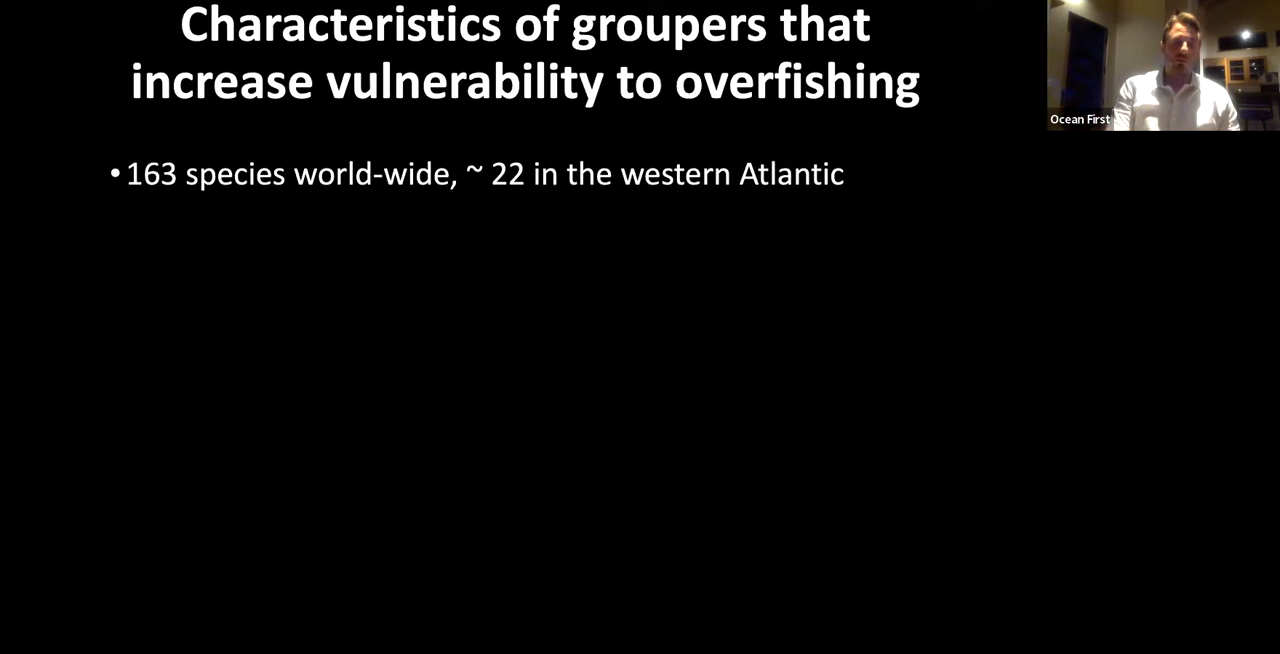 Characteristics of groupers that
increase vulnerability to overfishing
Ocean First
•163 species world-wide, ~ 22 in the western Atlantic